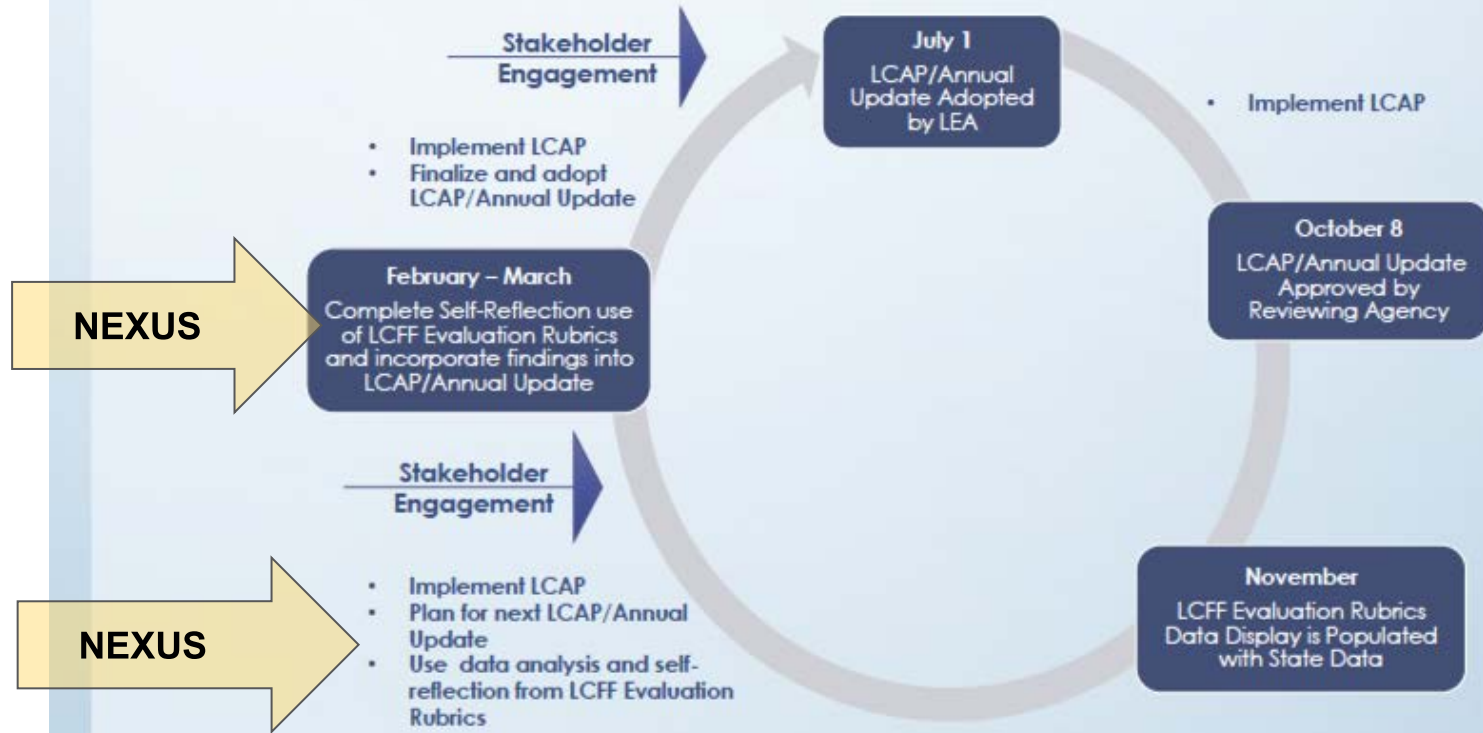 Stakeholder
Engagement
July 1
LCAP/Annual
Update Adopted
by LEA
• Implement LCAP
• Implement LCAP
• Finalize and adopt
LCAP/Annual Update
October 8
LCAP/Annual Update
Approved by
Reviewing Agency
NEXUS
February – March
Complete Self-Reflection use
of LCFF Evaluation Rubrics
and incorporate findings into
LCAP/Annual Update
Stakeholder
Engagement
NEXUS
• Implement LCAP
• Plan for next LCAP/Annual
Update
• Use data analysis and self-
reflection from LCFF Evaluation
Rubrics
November
LCFF Evaluation Rubrics
Data Display is Populated
with State Data